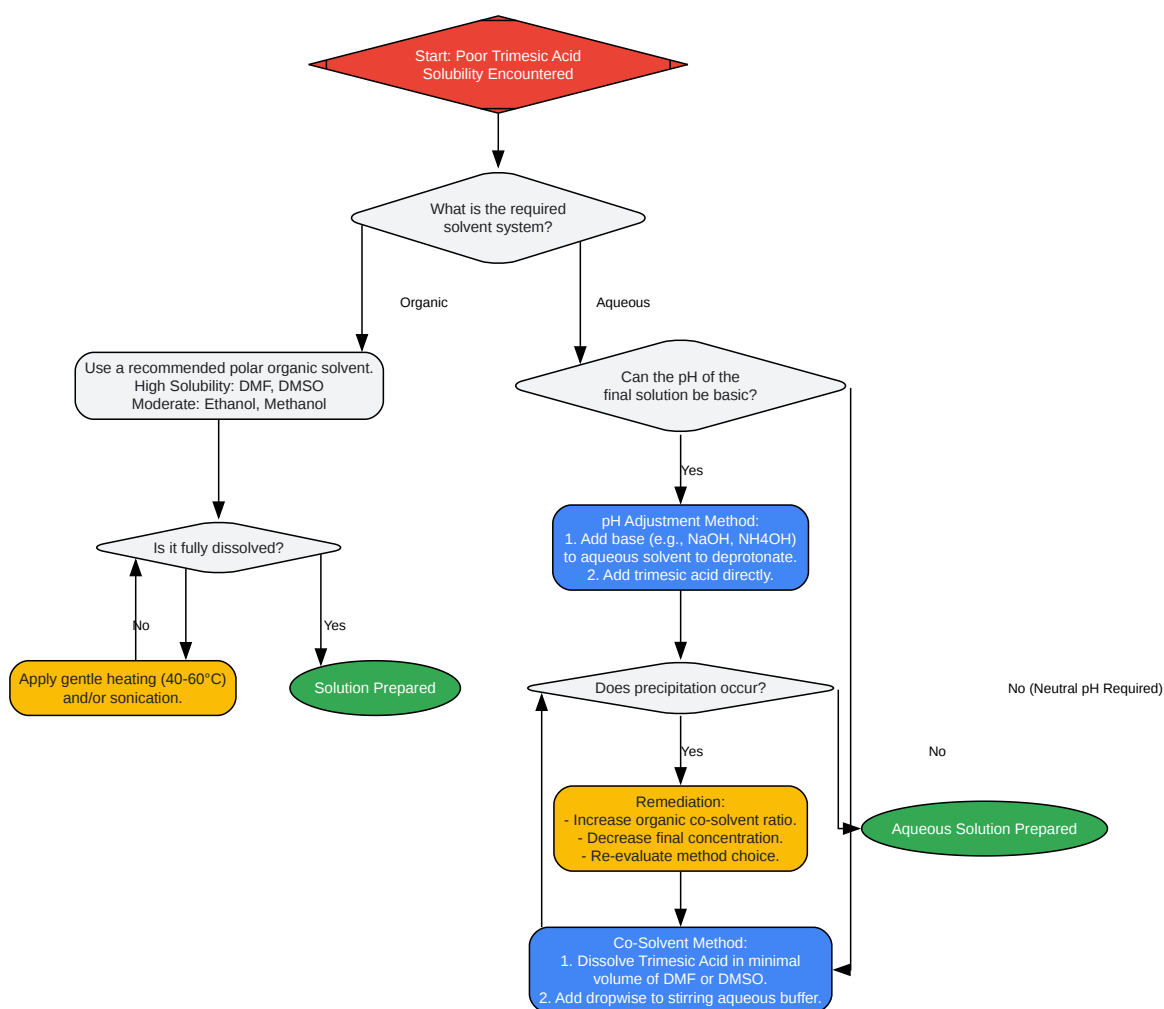 Start: Poor Trimesic Acid
Solubility Encountered
What is the required
solvent system?
Organic
Aqueous
Use a recommended polar organic solvent.
High Solubility: DMF, DMSO
Moderate: Ethanol, Methanol
Can the pH of the
final solution be basic?
Yes
pH Adjustment Method:
1. Add base (e.g., NaOH, NH4OH)
to aqueous solvent to deprotonate.
2. Add trimesic acid directly.
Is it fully dissolved?
No
Yes
Apply gentle heating (40-60°C)
and/or sonication.
Solution Prepared
Does precipitation occur?
No (Neutral pH Required)
Yes
No
Remediation:
- Increase organic co-solvent ratio.
- Decrease final concentration.
- Re-evaluate method choice.
Aqueous Solution Prepared
Co-Solvent Method:
1. Dissolve Trimesic Acid in minimal
volume of DMF or DMSO.
2. Add dropwise to stirring aqueous buffer.